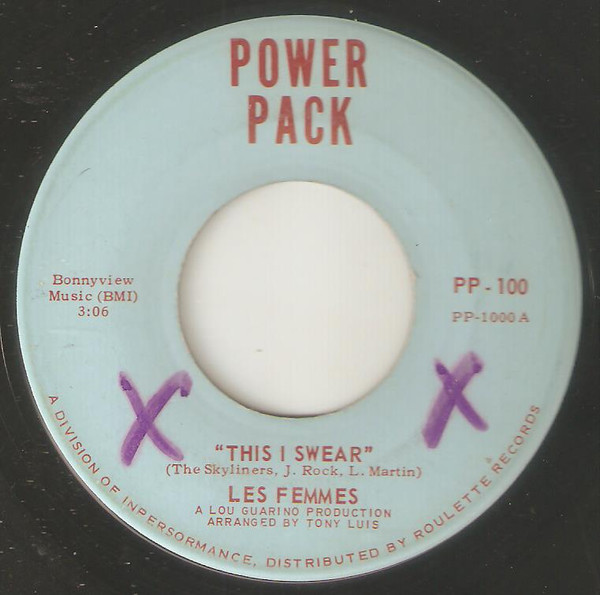 POWER
PACK
Bonnyview
Music (BMI)
3:06
PP - 100
PP-1000 A
X X
"THIS I SWEAR"
(The Skyliners, J. Rock, L. Martin)
LES FEMMES
A LOU GUARINO PRODUCTION
ARRANGED BY TONY LUIS
A DIVISION OF INPERSORMANCE, DISTRIBUTED BY ROULETTE RECORDS